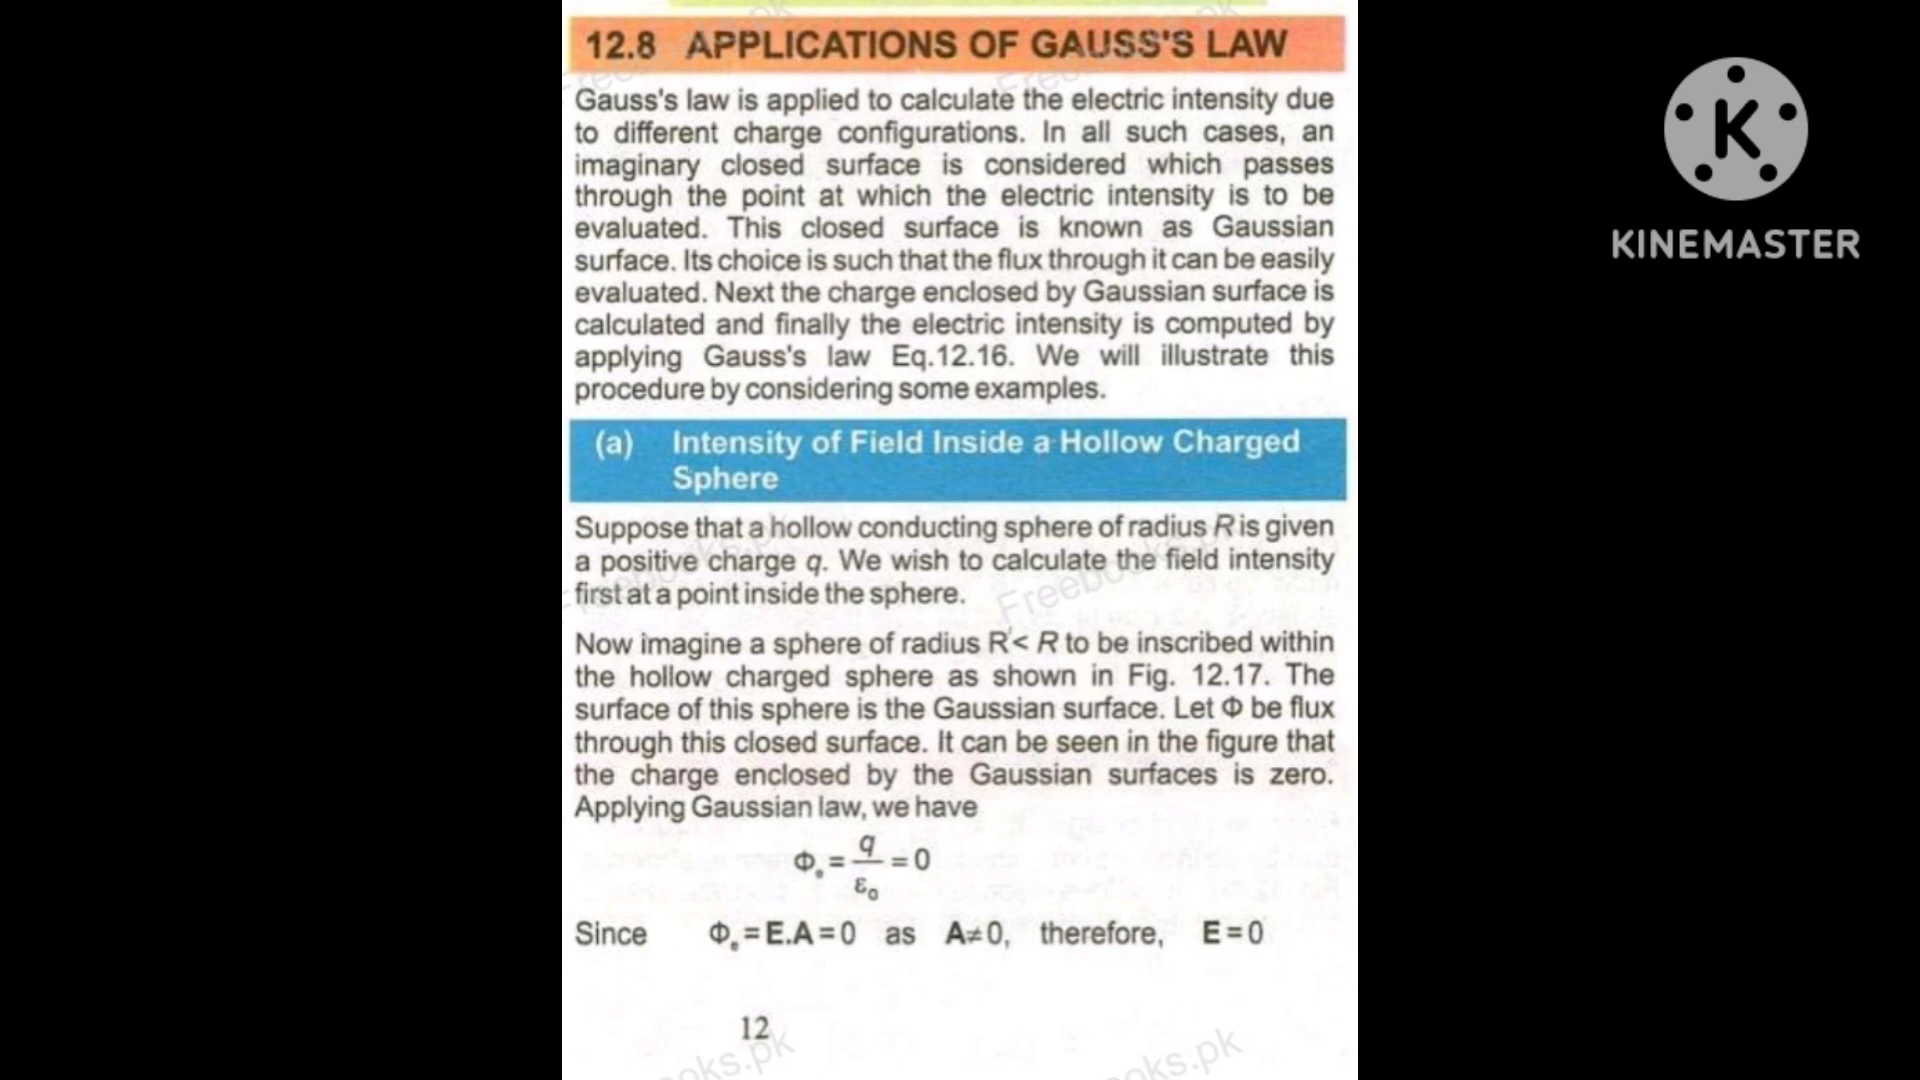 12.8 APPLICATIONS OF GAUSS'S LAW
Gauss's law is applied to calculate the electric intensity due
to different charge configurations. In all such cases, an
imaginary closed surface is considered which passes
through the point at which the electric intensity is to be
evaluated. This closed surface is known as Gaussian
surface. Its choice is such that the flux through it can be easily
evaluated. Next the charge enclosed by Gaussian surface is
calculated and finally the electric intensity is computed by
applying Gauss's law Eq.12.16. We will illustrate this
procedure by considering some examples.
(a) Intensity of Field Inside a Hollow Charged
Sphere
Suppose that a hollow conducting sphere of radius R is given
a positive charge q. We wish to calculate the field intensity
first at a point inside the sphere.
Now imagine a sphere of radius R'< R to be inscribed within
the hollow charged sphere as shown in Fig. 12.17. The
surface of this sphere is the Gaussian surface. Let Φ be flux
through this closed surface. It can be seen in the figure that
the charge enclosed by the Gaussian surfaces is zero.
Applying Gaussian law, we have
Φₑ = q/ε₀ = 0
Since Φₑ = E.A = 0 as A≠0, therefore, E = 0
12
KINEMASTER
Freebooks.pk
Freebooks.pk
ooks.pk
ooks.pk